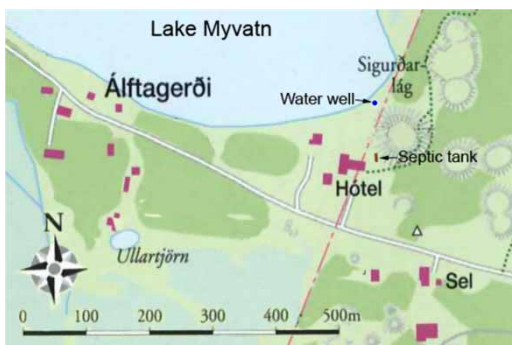 Lake Myvatn
Sigurðar-
lág
Álftagerði
Water well
Septic tank
Hótel
N
Ullartjörn
Sel
0 100 200 300 400 500m